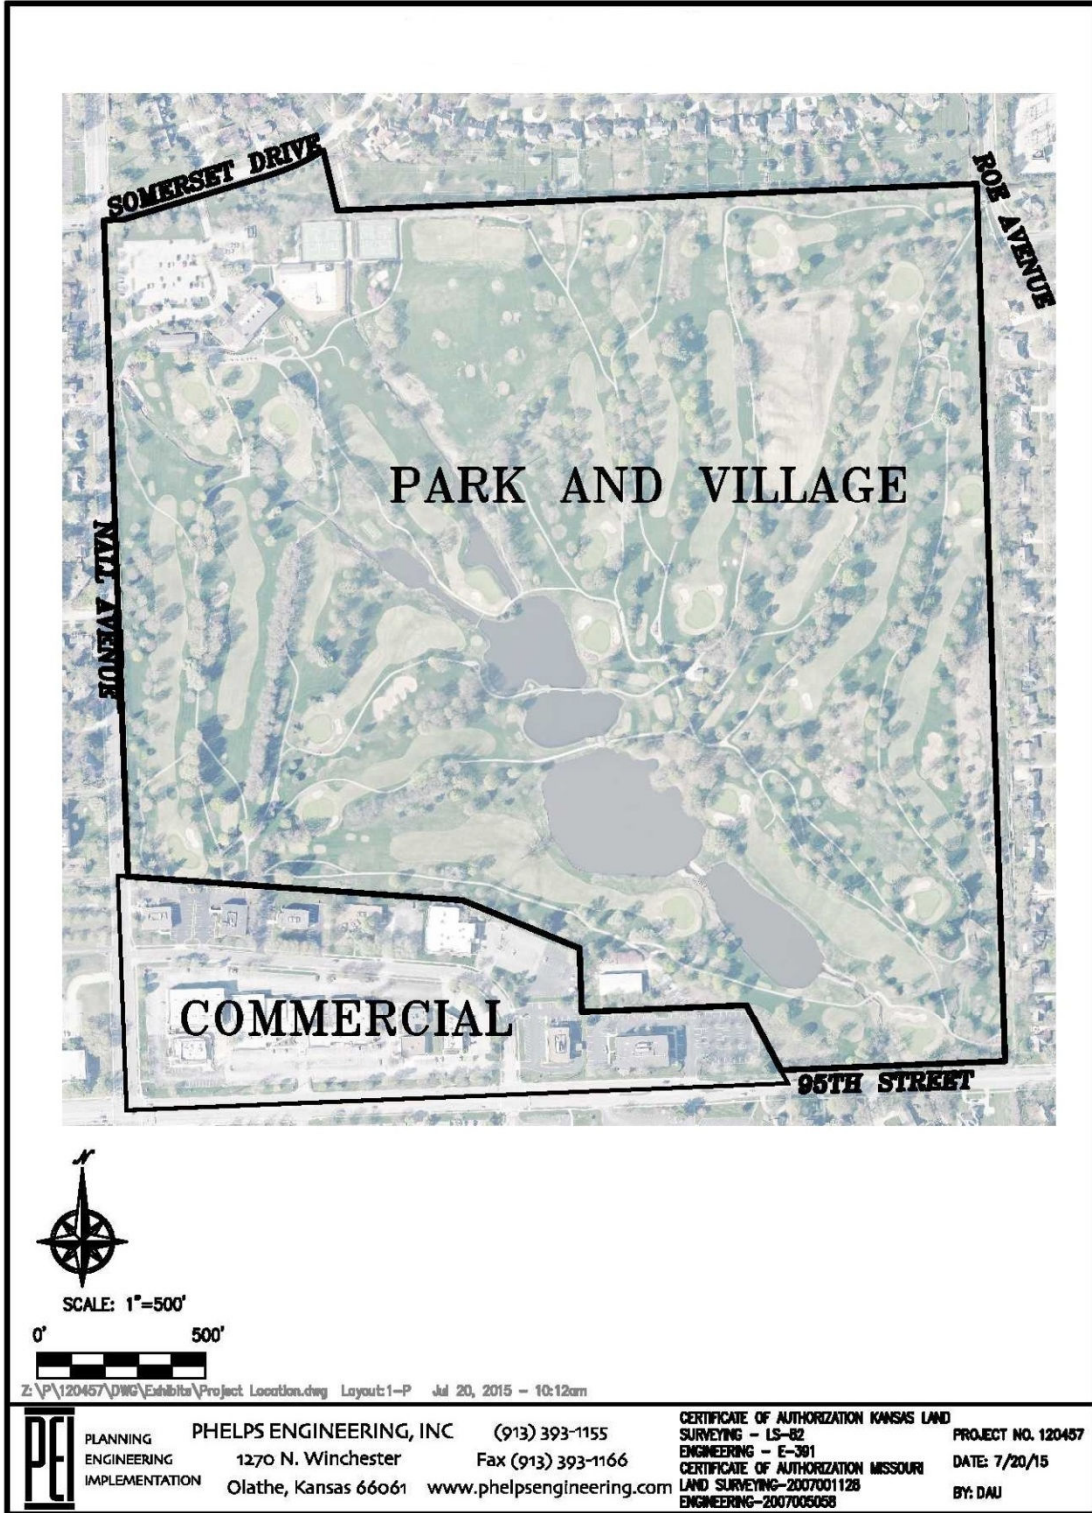 SOMERSET DRIVE
ROE AVENUE
PARK AND VILLAGE
NALL AVENUE
COMMERCIAL
95TH STREET
N
SCALE: 1"=500'
0' 500'
Z:\P\120457\DWG\Exhibits\Project Location.dwg Layout:1-P Jul 20, 2015 - 10:12am
PEI
PLANNING
ENGINEERING
IMPLEMENTATION
PHELPS ENGINEERING, INC
1270 N. Winchester
Olathe, Kansas 66061
(913) 393-1155
Fax (913) 393-1166
www.phelpsengineering.com
CERTIFICATE OF AUTHORIZATION KANSAS LAND
SURVEYING - LS-82
ENGINEERING - E-391
CERTIFICATE OF AUTHORIZATION MISSOURI
LAND SURVEYING-2007001128
ENGINEERING-2007005058
PROJECT NO. 120457
DATE: 7/20/15
BY: DAU